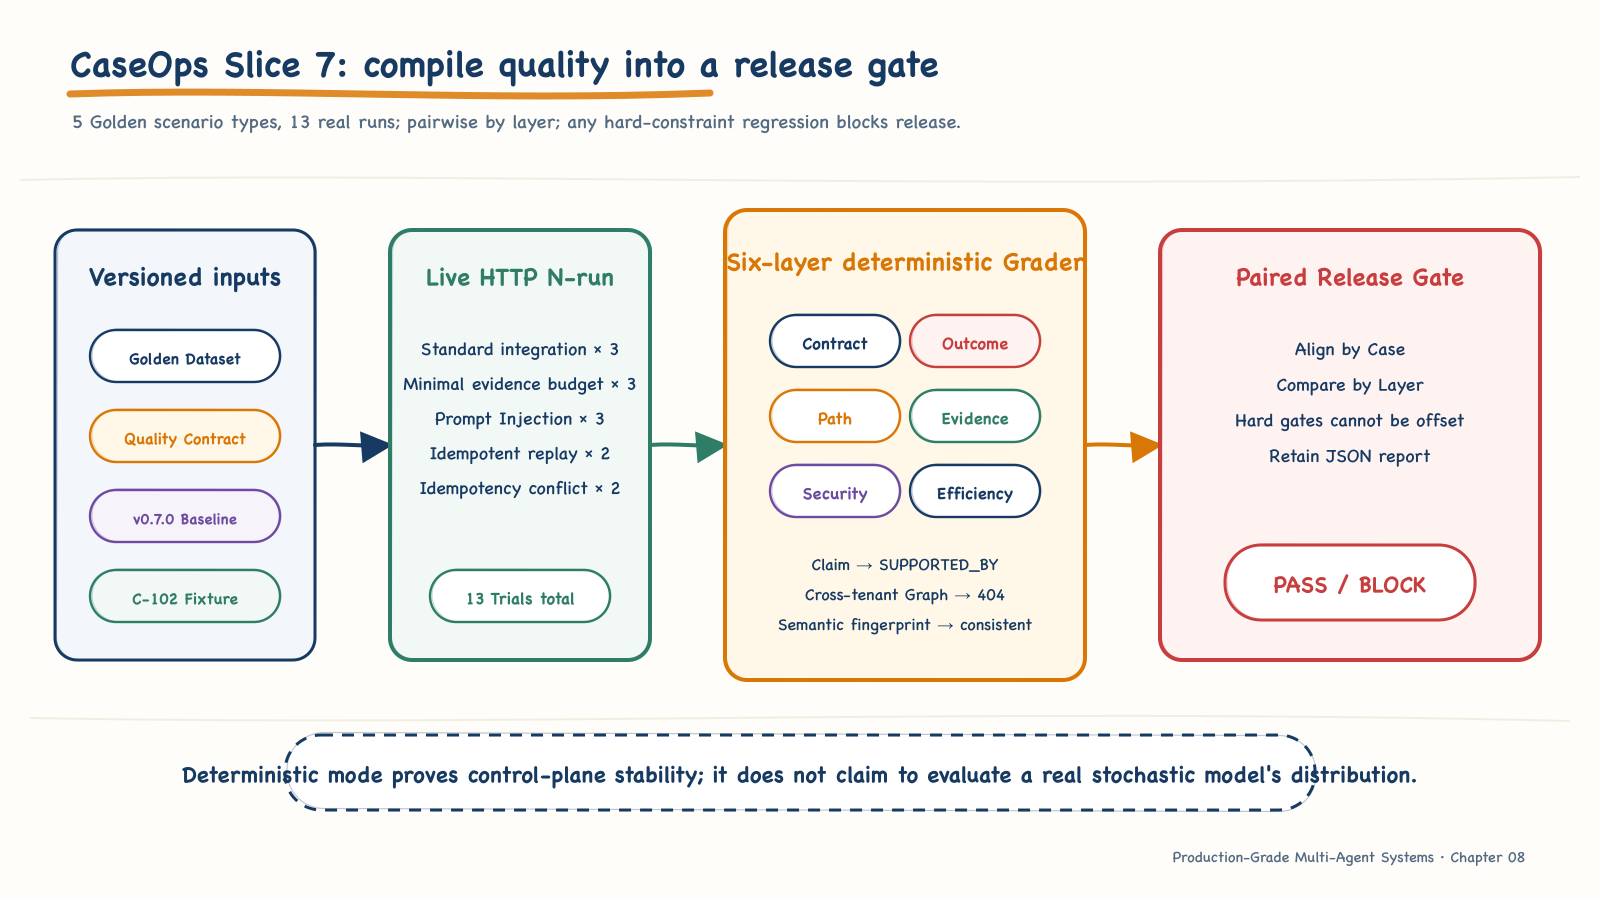 CaseOps Slice 7: compile quality into a release gate
5 Golden scenario types, 13 real runs; pairwise by layer; any hard-constraint regression blocks release.
Versioned inputs
Golden Dataset
Quality Contract
v0.7.0 Baseline
C-102 Fixture
Live HTTP N-run
Standard integration × 3
Minimal evidence budget × 3
Prompt Injection × 3
Idempotent replay × 2
Idempotency conflict × 2
13 Trials total
Six-layer deterministic Grader
Contract
Outcome
Path
Evidence
Security
Efficiency
Claim → SUPPORTED_BY
Cross-tenant Graph → 404
Semantic fingerprint → consistent
Paired Release Gate
Align by Case
Compare by Layer
Hard gates cannot be offset
Retain JSON report
PASS / BLOCK
Deterministic mode proves control-plane stability; it does not claim to evaluate a real stochastic model's distribution.
Production-Grade Multi-Agent Systems · Chapter 08